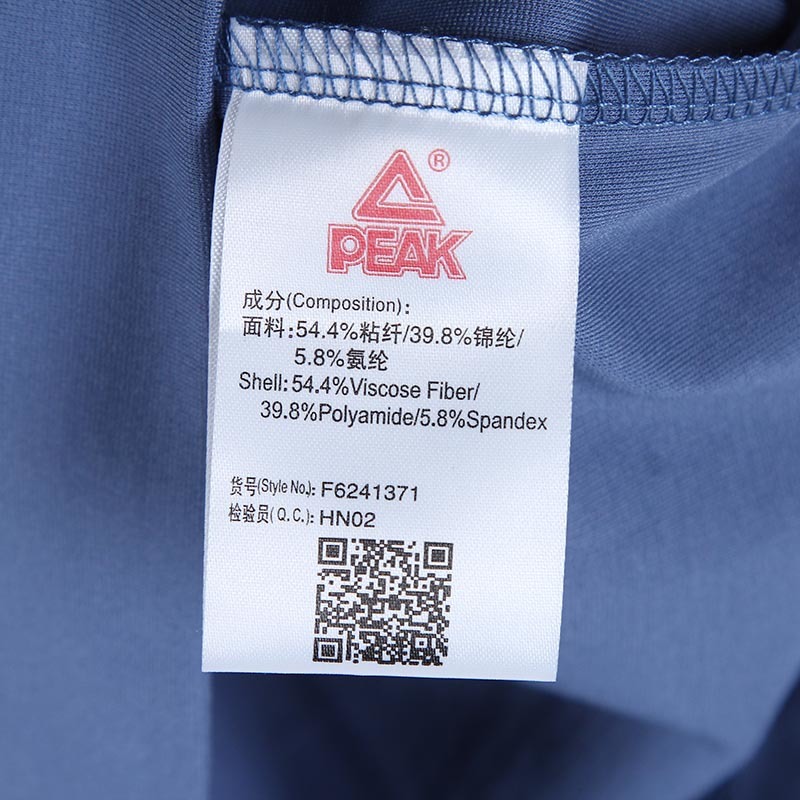 ®
PEAK
成分(Composition):
面料:54.4%粘纤/39.8%锦纶/
5.8%氨纶
Shell:54.4%Viscose Fiber/
39.8%Polyamide/5.8%Spandex
货号(Style No.): F6241371
检验员(Q.C.): HN02